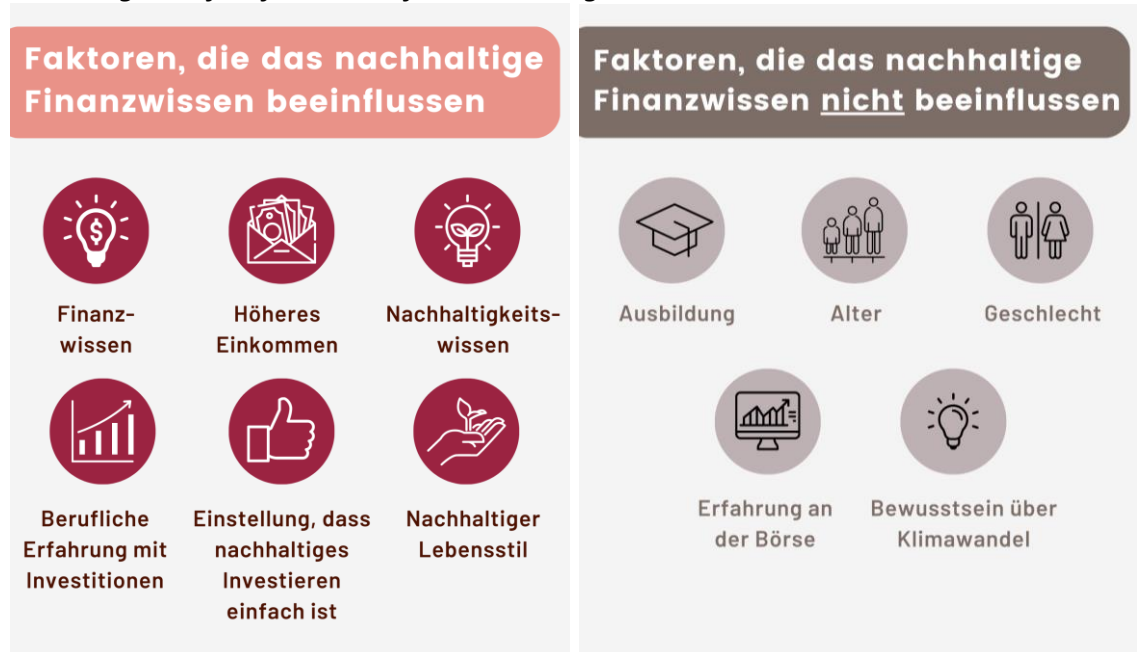 Faktoren, die das nachhaltige
Finanzwissen beeinflussen
$
Finanz-
wissen
Höheres
Einkommen
Nachhaltigkeits-
wissen
Berufliche
Erfahrung mit
Investitionen
Einstellung, dass
nachhaltiges
Investieren
einfach ist
Nachhaltiger
Lebensstil
Faktoren, die das nachhaltige
Finanzwissen nicht beeinflussen
Ausbildung
Alter
Geschlecht
Erfahrung an
der Börse
Bewusstsein über
Klimawandel